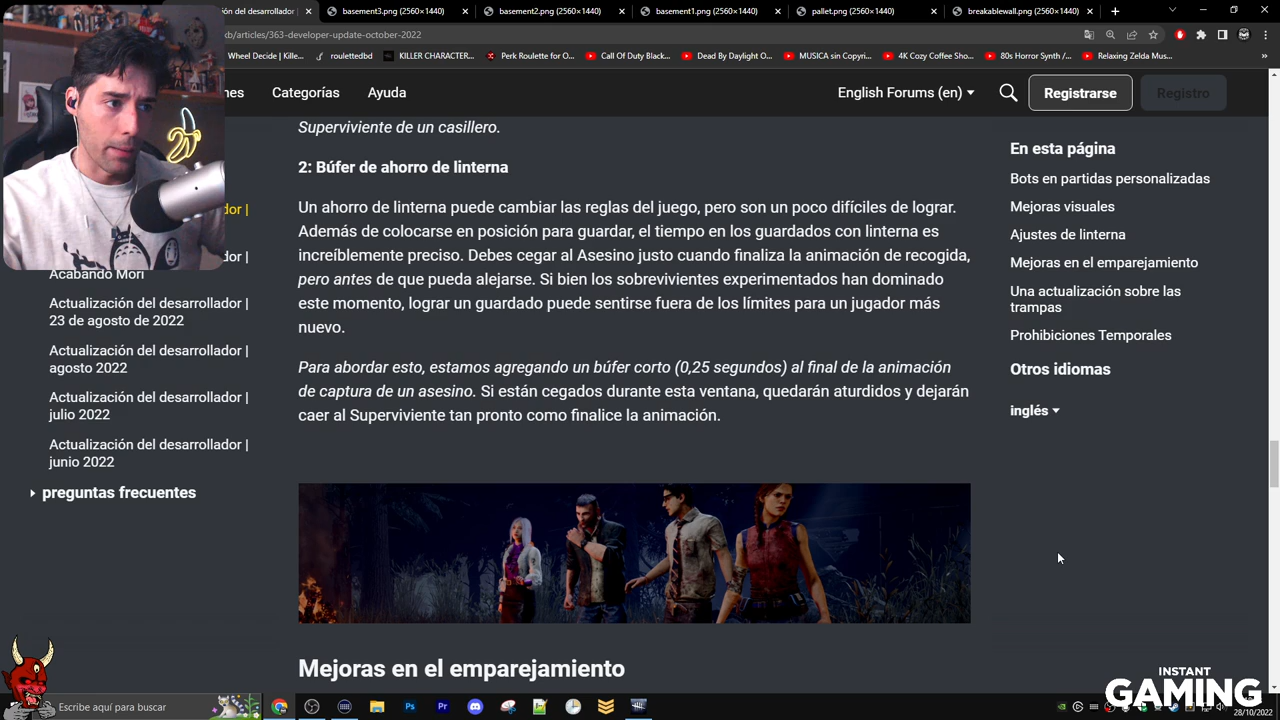 del desarrollador |
basement3.png (2560×1440)
basement2.png (2560×1440)
basement1.png (2560×1440)
pallet.png (2560×1440)
breakablewall.png (2560×1440)
kb/articles/363-developer-update-october-2022
Wheel Decide | Kille...
roulettedbd
KILLER CHARACTER...
Perk Roulette for O...
Call Of Duty Black...
Dead By Daylight O...
MUSICA sin Copyri...
4K Cozy Coffee Sho...
80s Horror Synth /...
Relaxing Zelda Mus...
»
nes
Categorías
Ayuda
English Forums (en)
Registrarse
Registro
Superviviente de un casillero.
2: Búfer de ahorro de linterna
Un ahorro de linterna puede cambiar las reglas del juego, pero son un poco difíciles de lograr.
Además de colocarse en posición para guardar, el tiempo en los guardados con linterna es
increíblemente preciso. Debes cegar al Asesino justo cuando finaliza la animación de recogida,
pero antes de que pueda alejarse. Si bien los sobrevivientes experimentados han dominado
este momento, lograr un guardado puede sentirse fuera de los límites para un jugador más
nuevo.
Para abordar esto, estamos agregando un búfer corto (0,25 segundos) al final de la animación
de captura de un asesino. Si están cegados durante esta ventana, quedarán aturdidos y dejarán
caer al Superviviente tan pronto como finalice la animación.
Mejoras en el emparejamiento
dor |
dor |
Acabando Mori
Actualización del desarrollador |
23 de agosto de 2022
Actualización del desarrollador |
agosto 2022
Actualización del desarrollador |
julio 2022
Actualización del desarrollador |
junio 2022
preguntas frecuentes
En esta página
Bots en partidas personalizadas
Mejoras visuales
Ajustes de linterna
Mejoras en el emparejamiento
Una actualización sobre las
trampas
Prohibiciones Temporales
Otros idiomas
inglés
INSTANT
GAMING
Escribe aquí para buscar
28/10/2022